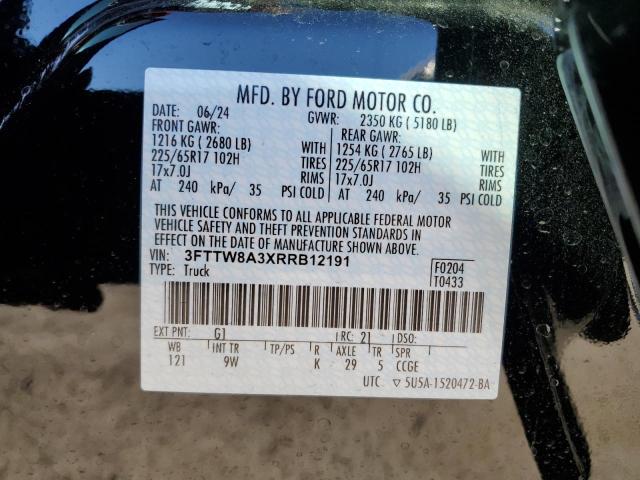 MFD. BY FORD MOTOR CO.
DATE: 06/24 GVWR: 2350 KG ( 5180 LB)
FRONT GAWR: REAR GAWR:
1216 KG ( 2680 LB) WITH 1254 KG ( 2765 LB) WITH
225/65R17 102H TIRES 225/65R17 102H TIRES
17x7.0J RIMS 17x7.0J RIMS
AT 240 kPa/ 35 PSI COLD AT 240 kPa/ 35 PSI COLD
THIS VEHICLE CONFORMS TO ALL APPLICABLE FEDERAL MOTOR
VEHICLE SAFETY AND THEFT PREVENTION STANDARDS IN
EFFECT ON THE DATE OF MANUFACTURE SHOWN ABOVE.
VIN: 3FTTW8A3XRRB12191 F0204
TYPE: Truck T0433
EXT PNT: G1 RC: 21 DSO:
WB INT TR TP/PS R AXLE TR SPR
121 9W K 29 5 CCGE
UTC 5U5A-1520472-BA